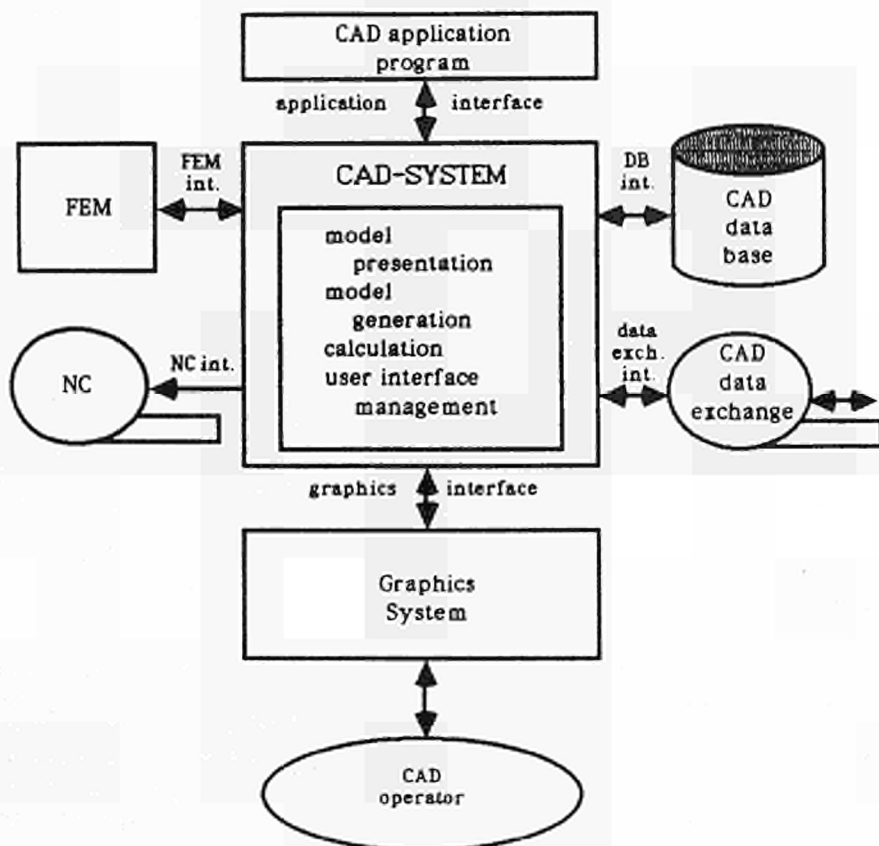 CAD application
program
application interface
FEM
int.
FEM
CAD-SYSTEM
DB
int.
CAD
data
base
model
presentation
model
generation
calculation
user interface
management
NC int.
NC
data
exch.
int.
CAD
data
exchange
graphics interface
Graphics
System
CAD
operator